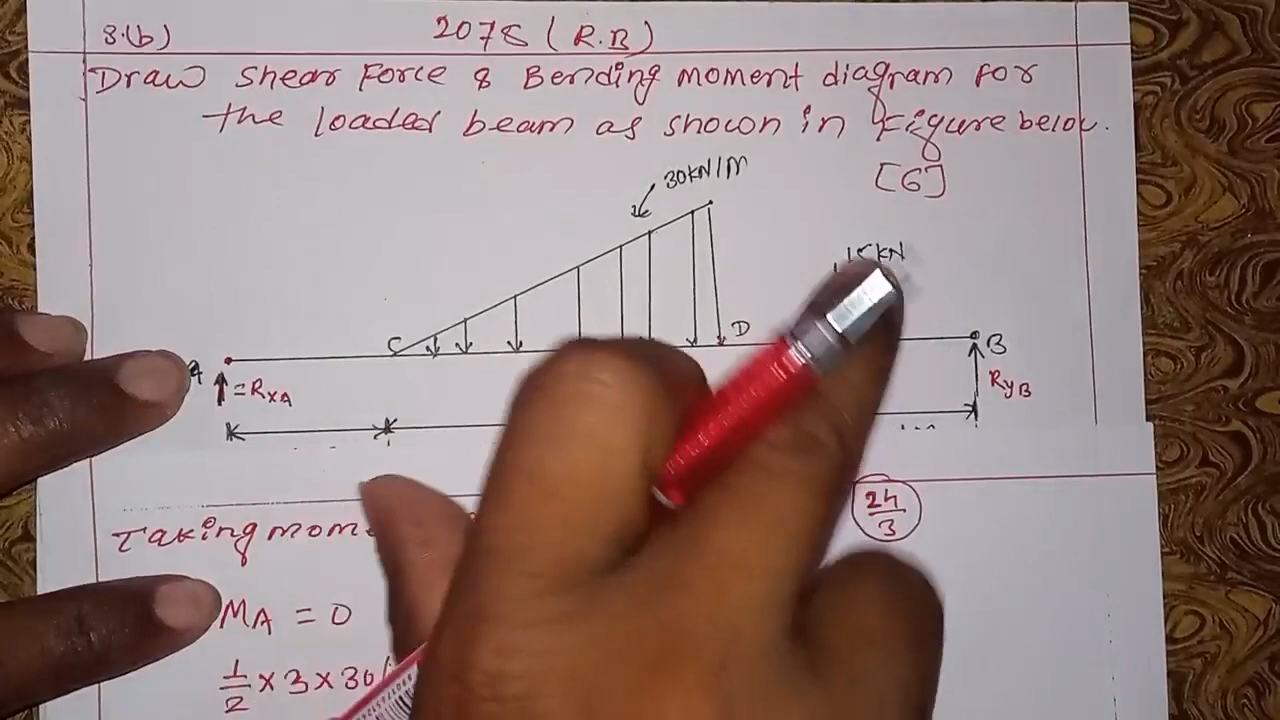 8.(b) 2078 (R.B)
Draw Shear Force & Bending moment diagram for
the loaded beam as shown in Figure below.
[6]
30KN/m
15KN
C
D
A
B
= RXA
RyB
24/3
Taking
MA = 0
1/2 × 3 × 30